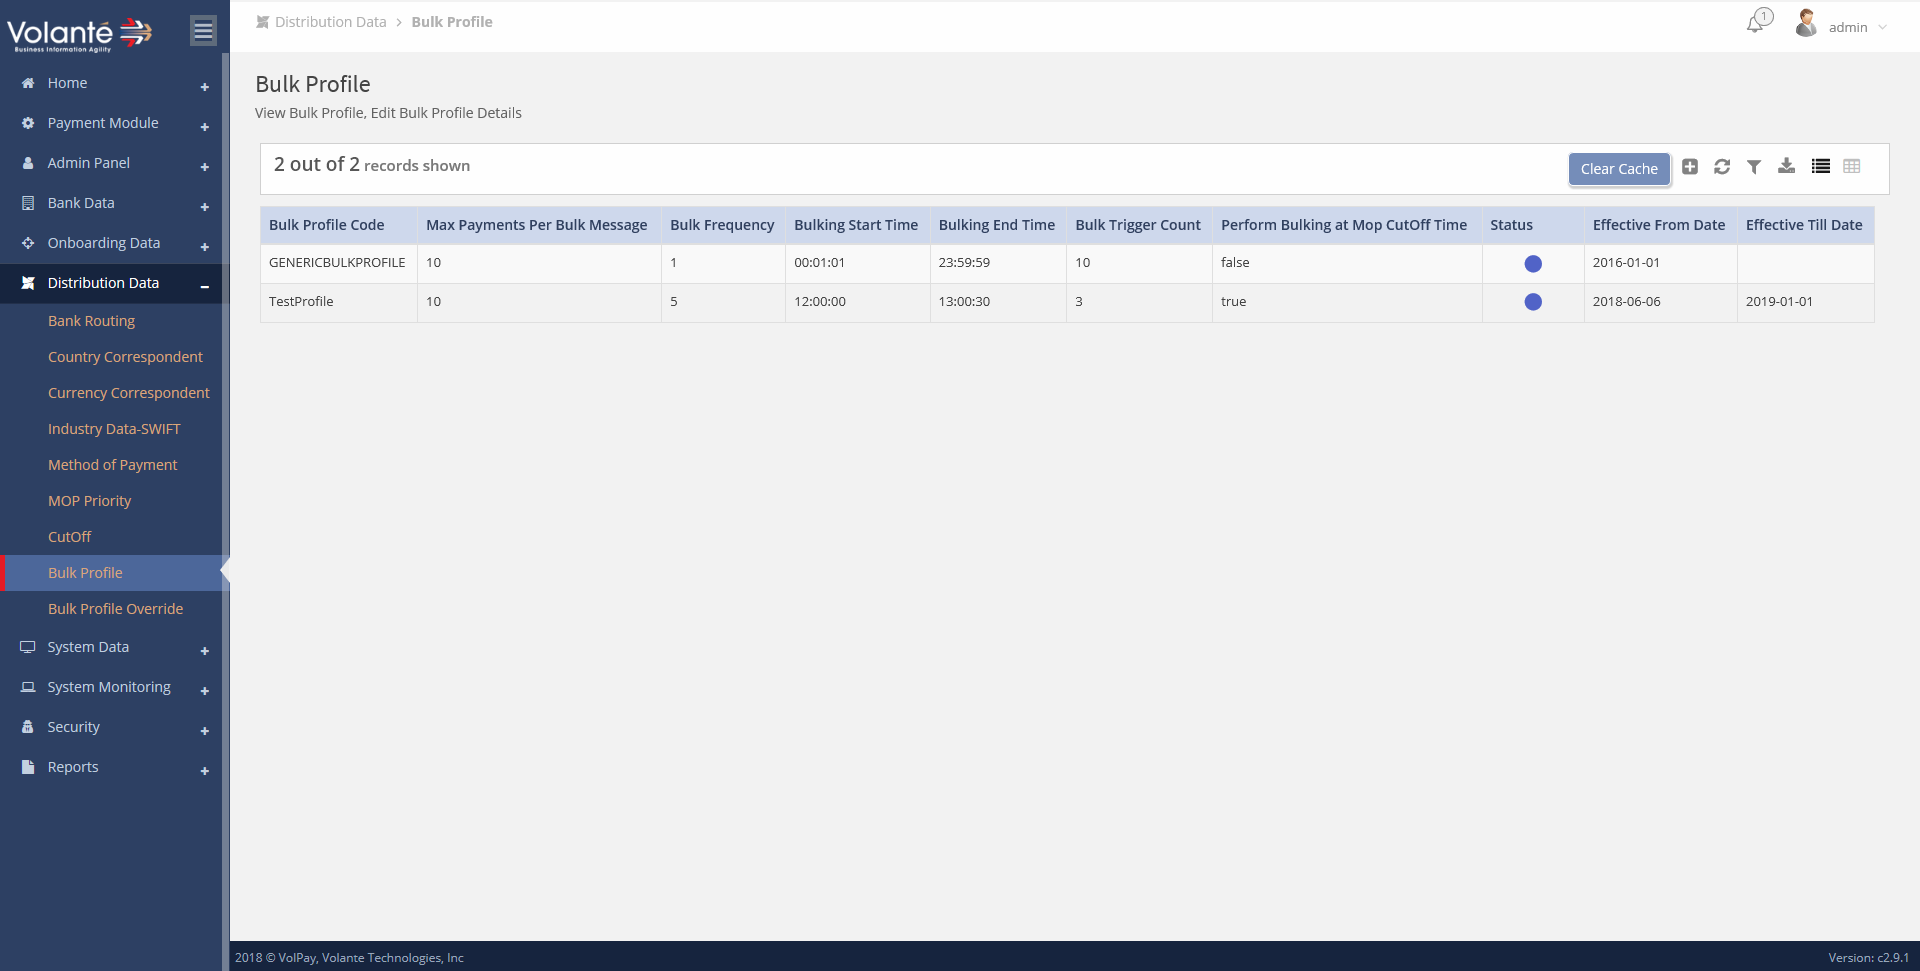 Volanté
Business Information Agility
Distribution Data > Bulk Profile
1
admin
Home
Payment Module
Admin Panel
Bank Data
Onboarding Data
Distribution Data
Bank Routing
Country Correspondent
Currency Correspondent
Industry Data-SWIFT
Method of Payment
MOP Priority
CutOff
Bulk Profile
Bulk Profile Override
System Data
System Monitoring
Security
Reports
Bulk Profile
View Bulk Profile, Edit Bulk Profile Details
2 out of 2 records shown
Clear Cache
Bulk Profile Code Max Payments Per Bulk Message Bulk Frequency Bulking Start Time Bulking End Time Bulk Trigger Count Perform Bulking at Mop CutOff Time Status Effective From Date Effective Till Date
GENERICBULKPROFILE 10 1 00:01:01 23:59:59 10 false 2016-01-01
TestProfile 10 5 12:00:00 13:00:30 3 true 2018-06-06 2019-01-01
2018 © VolPay, Volante Technologies, Inc
Version: c2.9.1